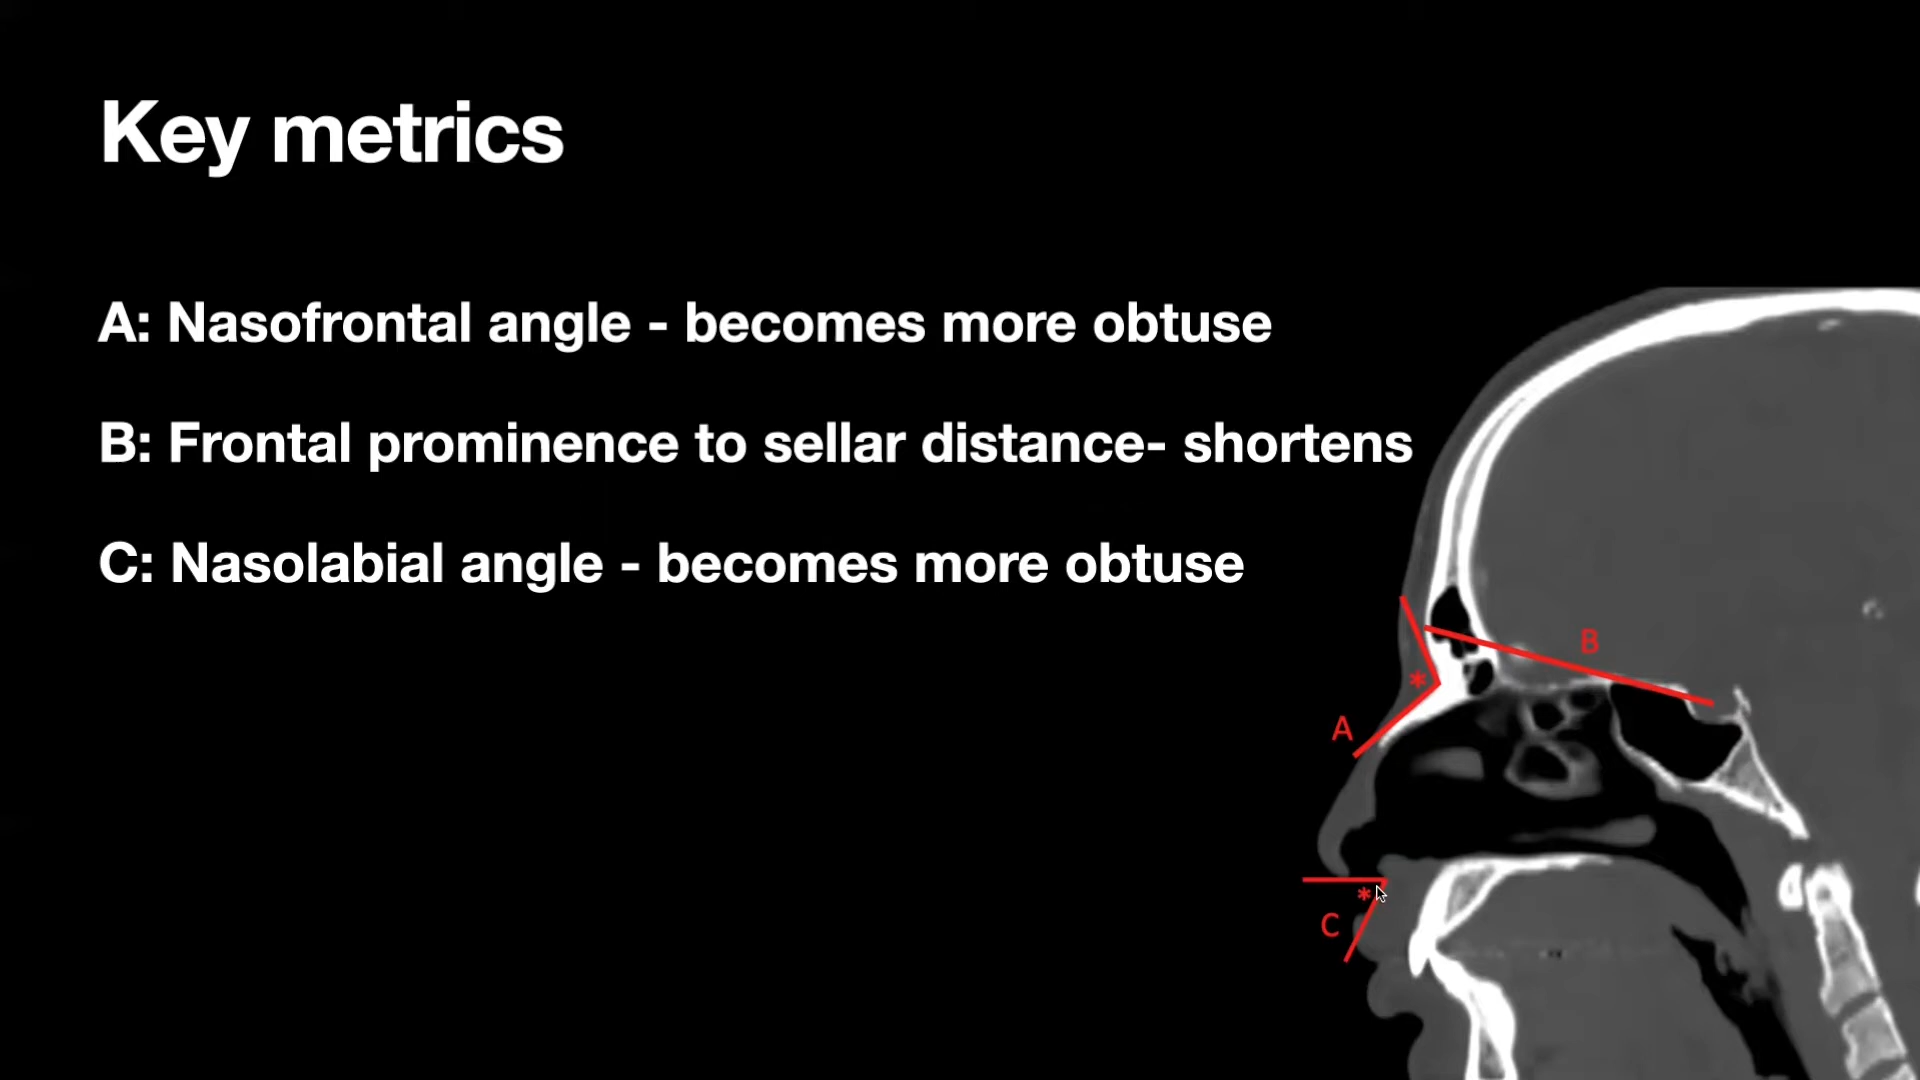 Key metrics
A: Nasofrontal angle - becomes more obtuse
B: Frontal prominence to sellar distance- shortens
C: Nasolabial angle - becomes more obtuse
B
*
A
*
C